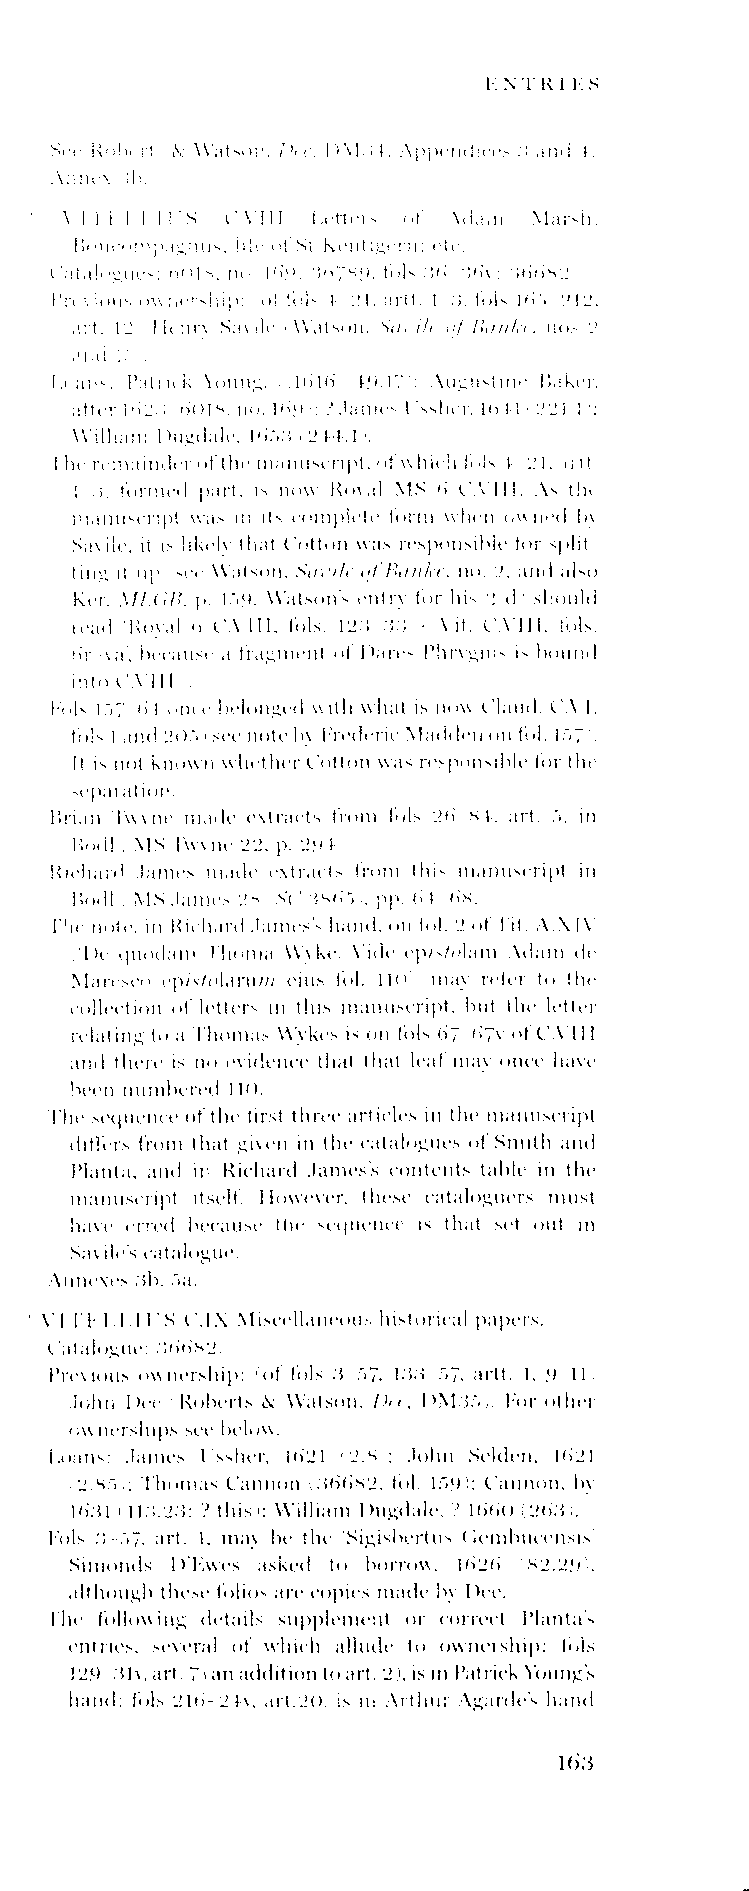 ENTRIES
See Roberts & Watson, Dee, DM34, Appendices 3 and 4.
Annex 3b.
VITELLIUS C.VIII Letters of Adam Marsh,
Boncompagnus, life of St Kentigern; etc.
Catalogues: 6018, no. 169; 36789, fols 36–36v; 36682.
Previous ownership: (of fols 4–21, artt. 1–3, fols 165–242,
art. 12) Henry Savile (Watson, Savile of Banke, nos 2
and
Loans: Patrick Young, c.1616 (49.17); Augustine Baker,
after 1623 (6018, no. 169); ? James Ussher, 1641 (221.1);
William Dugdale, 1653 (244.1).
The remainder of the manuscript, of which fols 4–21, artt.
1–3, formed part, is now Royal MS 6 C.VIII. As the
manuscript was in its complete form when owned by
Savile, it is likely that Cotton was responsible for split-
ting it up (see Watson, Savile of Banke, no. 2, and also
Ker, MLGB, p. 159. Watson's entry for his '2 d' should
read 'Royal 6 C.VIII, fols. 123–33 + Vit. C.VIII, fols.
6r–va', because a fragment of Dares Phrygius is bound
into C.VIII).
Fols 157–64 once belonged with what is now Claud. C.VI,
fols 1 and 205 (see note by Frederic Madden on fol. 157).
It is not known whether Cotton was responsible for the
separation.
Brian Twyne made extracts from fols 26–84, art. 5, in
Bodl., MS Twyne 22, p. 294.
Richard James made extracts from this manuscript in
Bodl., MS James 28 (SC 3865), pp. 64–68.
The note, in Richard James's hand, on fol. 2 of Tit. A.XIV
('De quodam Thoma Wyke. Vide epistolam Adam de
Maresco epistolarum eius fol. 110') may refer to the
collection of letters in this manuscript, but the letter
relating to a Thomas Wykes is on fols 67–67v of C.VIII
and there is no evidence that that leaf may once have
been numbered 110.
The sequence of the first three articles in the manuscript
differs from that given in the catalogues of Smith and
Planta, and in Richard James's contents table in the
manuscript itself. However, these cataloguers must
have erred because the sequence is that set out in
Savile's catalogue.
Annexes 3b, 5a.
VITELLIUS C.IX Miscellaneous historical papers.
Catalogue: 36682.
Previous ownership: (of fols 3–57, 133–57, artt. 1, 9–11)
John Dee (Roberts & Watson, Dee, DM35). For other
ownerships see below.
Loans: James Ussher, 1621 (2.8); John Selden, 1621
(2.85); Thomas Cannon (36682, fol. 159); Cannon, by
1631 (113.23: ? this); William Dugdale, ? 1660 (263).
Fols 3–57, art. 1, may be the 'Sigisbertus Gembucensis'
Simonds D'Ewes asked to borrow, 1626 (82.29),
although these folios are copies made by Dee.
The following details supplement or correct Planta's
entries, several of which allude to ownership: fols
129–31v, art. 7 (an addition to art. 2), is in Patrick Young's
hand; fols 216–24v, art.20, is in Arthur Agarde's hand
163